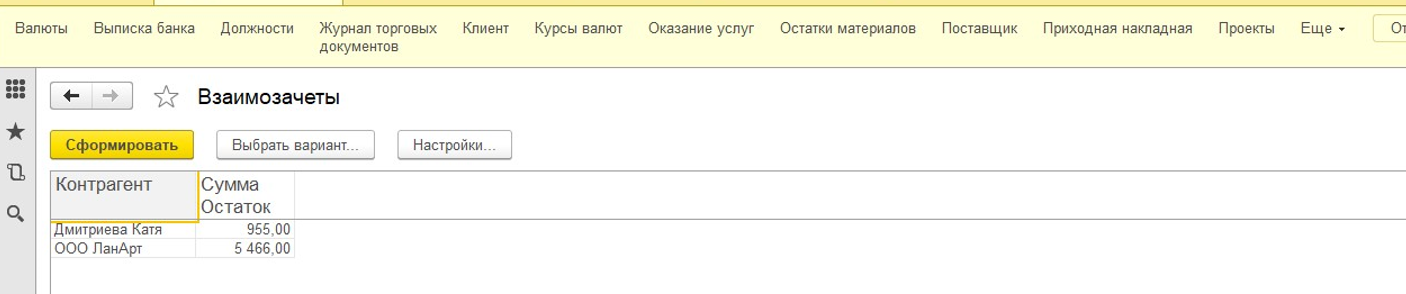 Валюты Выписка банка Должности Журнал торговых Клиент Курсы валют Оказание услуг Остатки материалов Поставщик Приходная накладная Проекты Еще От
документов
Взаимозачеты
Сформировать Выбрать вариант... Настройки...
Контрагент Сумма
Остаток
Дмитриева Катя 955,00
ООО ЛанАрт 5 466,00